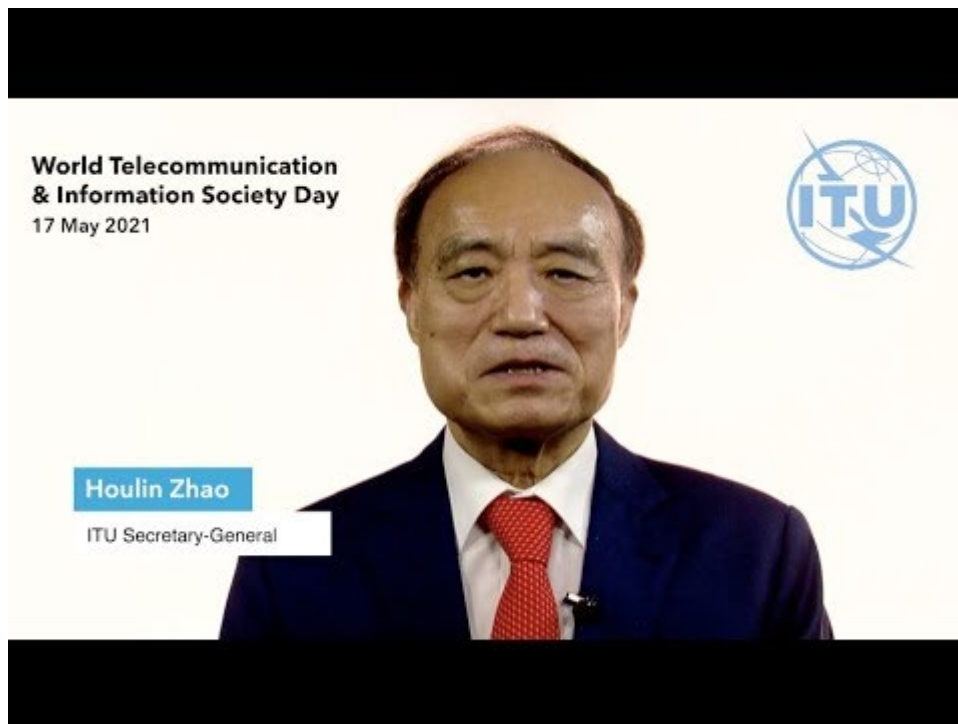 World Telecommunication
& Information Society Day
17 May 2021
ITU
Houlin Zhao
ITU Secretary-General